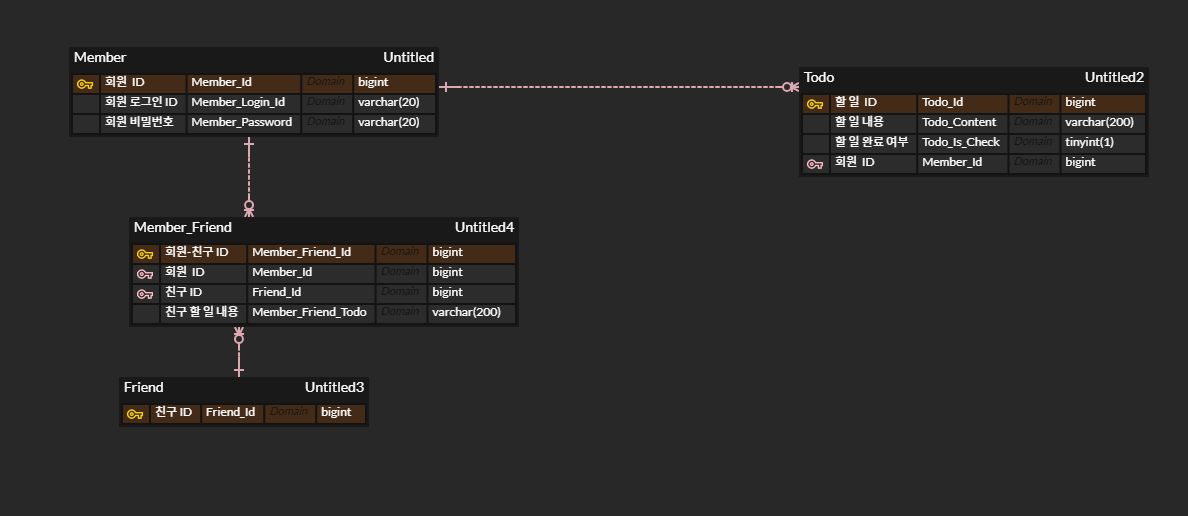 Member Untitled
회원 ID Member_Id Domain bigint
회원 로그인 ID Member_Login_Id Domain varchar(20)
회원 비밀번호 Member_Password Domain varchar(20)
Todo Untitled2
할 일 ID Todo_Id Domain bigint
할 일 내용 Todo_Content Domain varchar(200)
할 일 완료 여부 Todo_Is_Check Domain tinyint(1)
회원 ID Member_Id Domain bigint
Member_Friend Untitled4
회원-친구 ID Member_Friend_Id Domain bigint
회원 ID Member_Id Domain bigint
친구 ID Friend_Id Domain bigint
친구 할 일 내용 Member_Friend_Todo Domain varchar(200)
Friend Untitled3
친구 ID Friend_Id Domain bigint